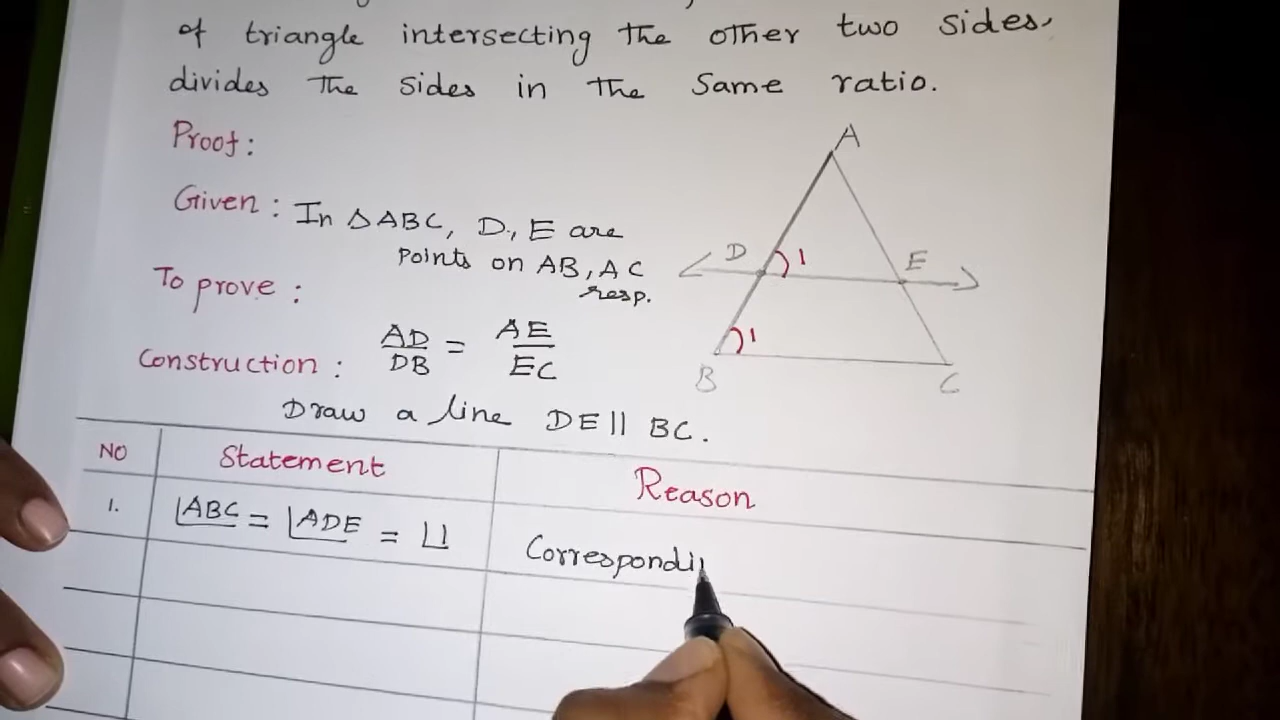 of triangle intersecting the other two sides,
divides the sides in the same ratio.
Proof:
Given: In △ABC, D, E are
points on AB, AC
resp.
To prove:
AD/DB = AE/EC
Construction:
Draw a line DE || BC.
A
D
1
E
1
B
C
NO Statement Reason
1. ∠ABC = ∠ADE = ∠1 Correspondin